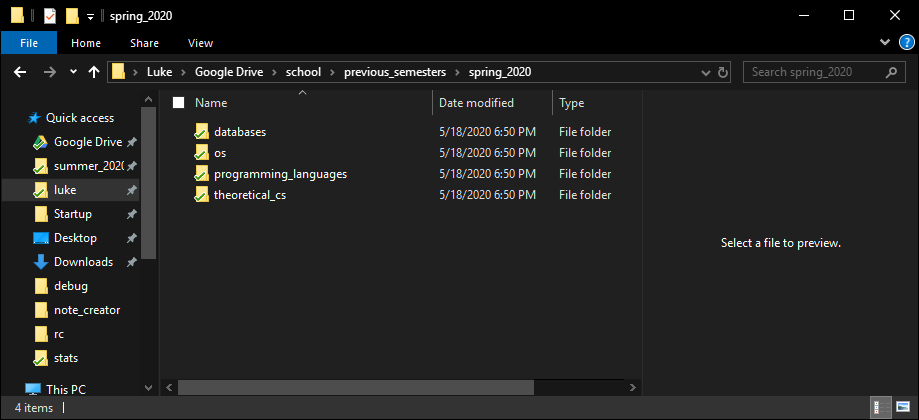 spring_2020
File Home Share View
Luke Google Drive school previous_semesters spring_2020 Search spring_2020
Name Date modified Type
Quick access
Google Drive
summer_202
luke
Startup
Desktop
Downloads
debug
note_creator
rc
stats
This PC
databases 5/18/2020 6:50 PM File folder
os 5/18/2020 6:50 PM File folder
programming_languages 5/18/2020 6:50 PM File folder
theoretical_cs 5/18/2020 6:50 PM File folder
Select a file to preview.
4 items